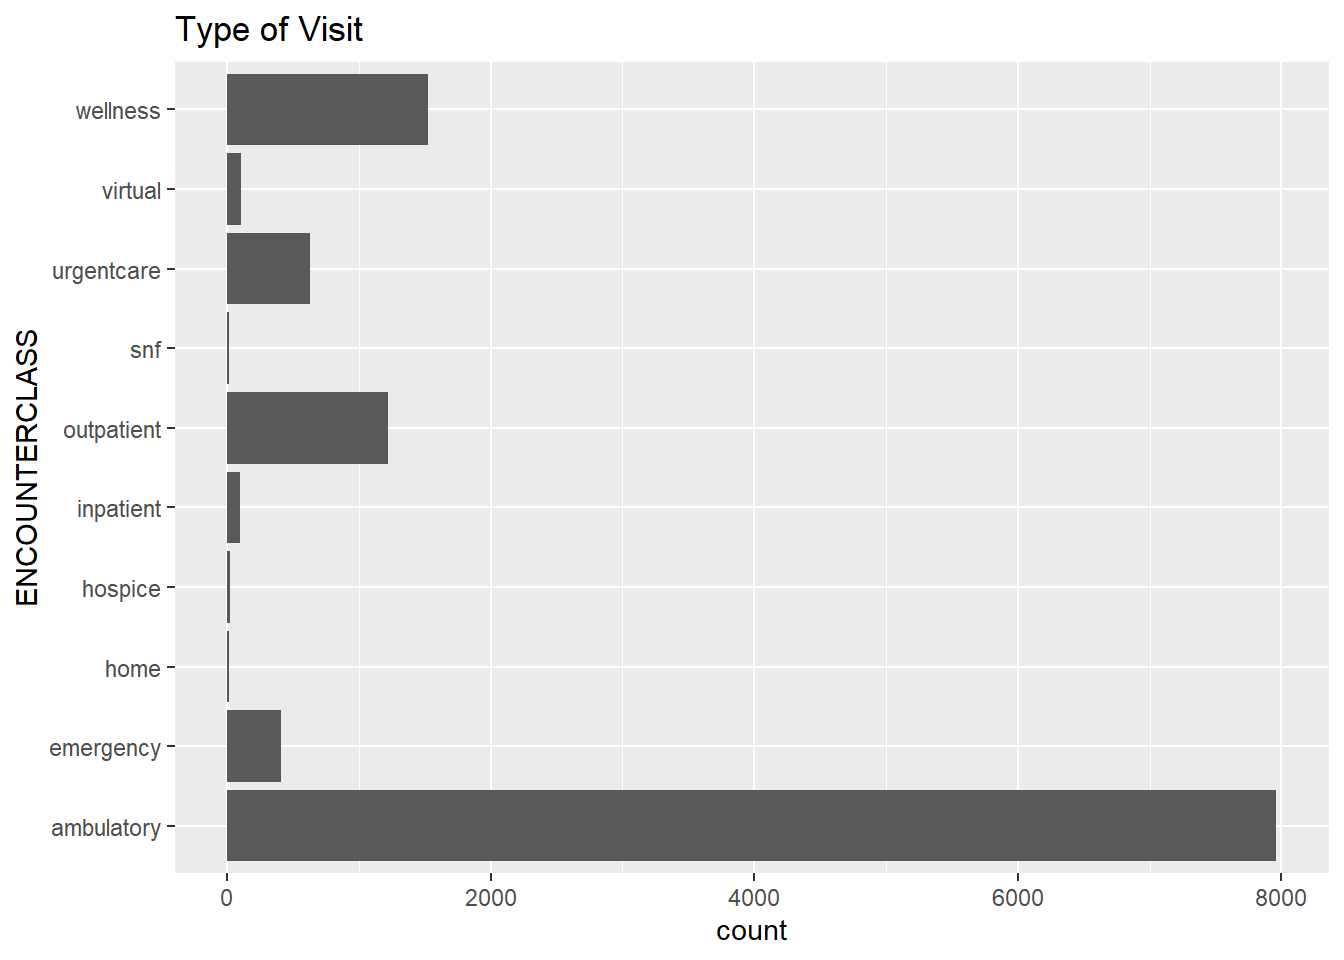 Type of Visit
ENCOUNTERCLASS
wellness
virtual
urgentcare
snf
outpatient
inpatient
hospice
home
emergency
ambulatory
0 2000 4000 6000 8000
count